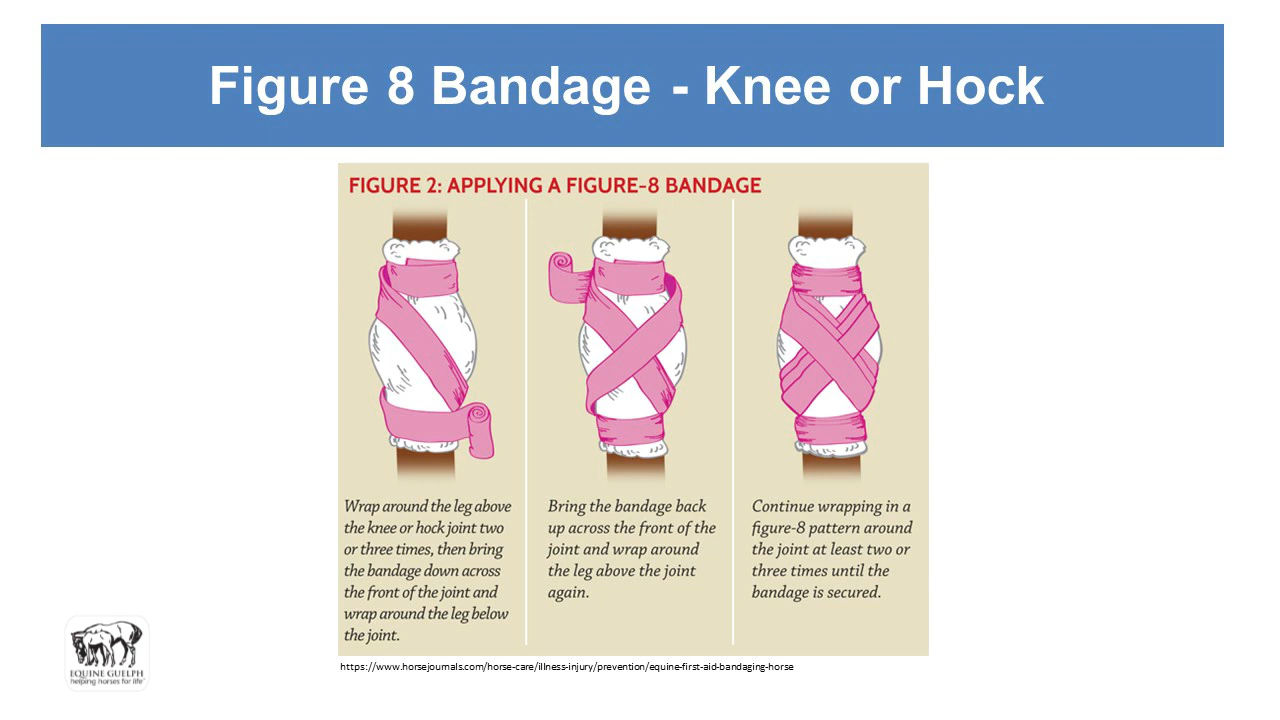 Figure 8 Bandage - Knee or Hock
FIGURE 2: APPLYING A FIGURE-8 BANDAGE
Wrap around the leg above
the knee or hock joint two
or three times, then bring
the bandage down across
the front of the joint and
wrap around the leg below
the joint.
Bring the bandage back
up across the front of the
joint and wrap around
the leg above the joint
again.
Continue wrapping in a
figure-8 pattern around
the joint at least two or
three times until the
bandage is secured.
EQUINE GUELPH
helping horses for life
https://www.horsejournals.com/horse-care/illness-injury/prevention/equine-first-aid-bandaging-horse